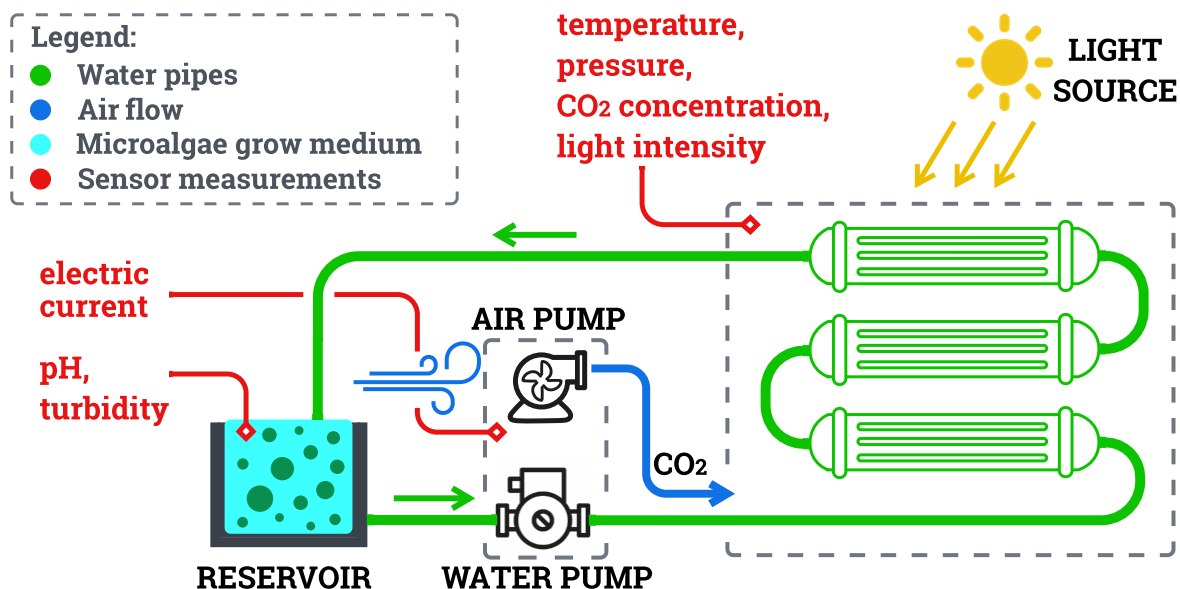 Legend:
Water pipes
Air flow
Microalgae grow medium
Sensor measurements
temperature,
pressure,
CO2 concentration,
light intensity
LIGHT
SOURCE
electric
current
pH,
turbidity
AIR PUMP
CO2
RESERVOIR
WATER PUMP